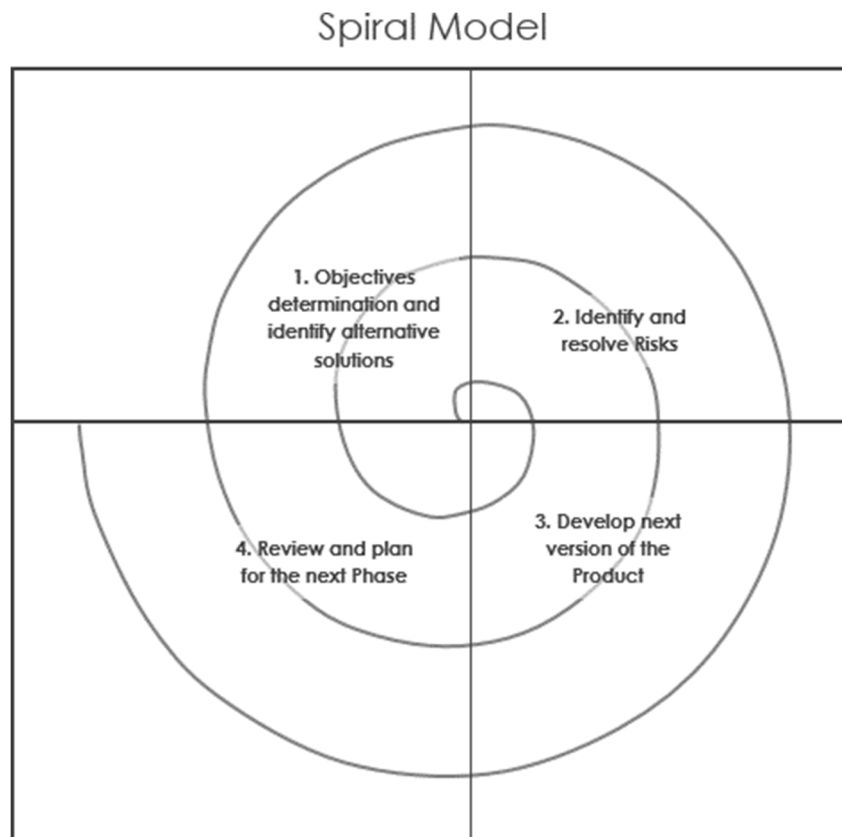 Spiral Model
1. Objectives
determination and
identify alternative
solutions
2. Identify and
resolve Risks
3. Develop next
version of the
Product
4. Review and plan
for the next Phase